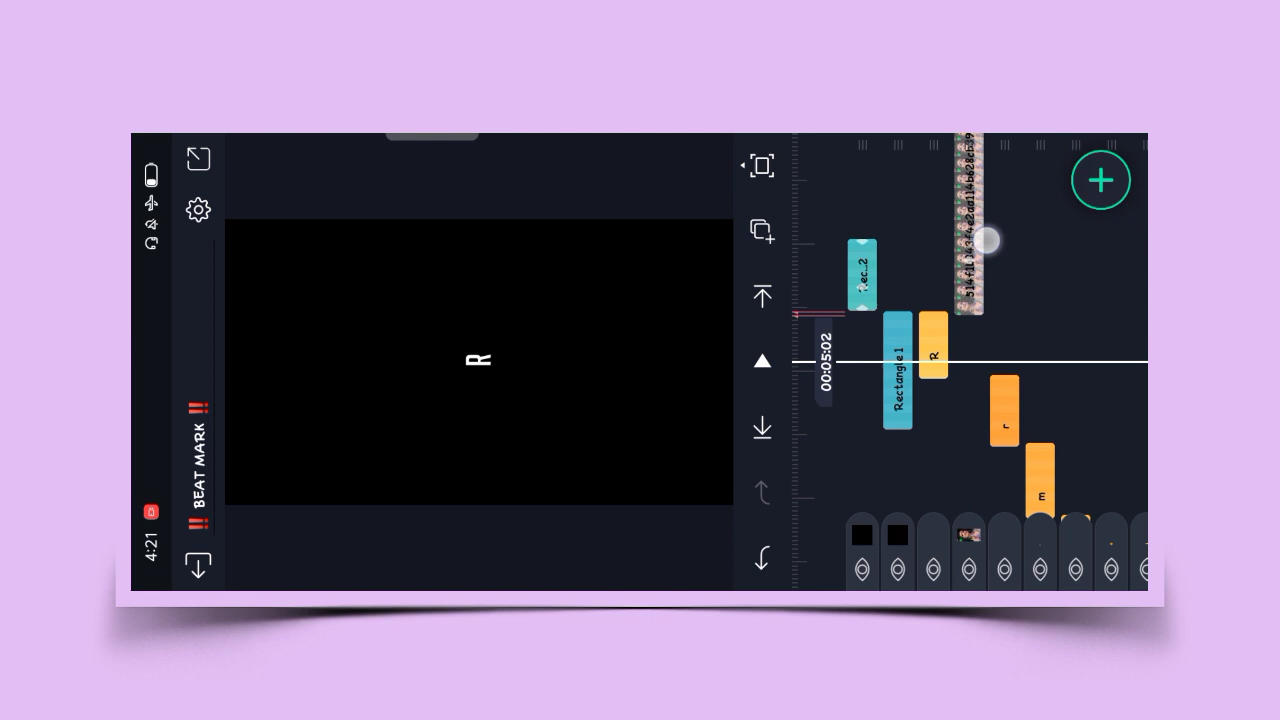 4:21
‼️ BEAT MARK ‼️
R
00:05:02
Rec...2
Rectangle 1
R
r
m